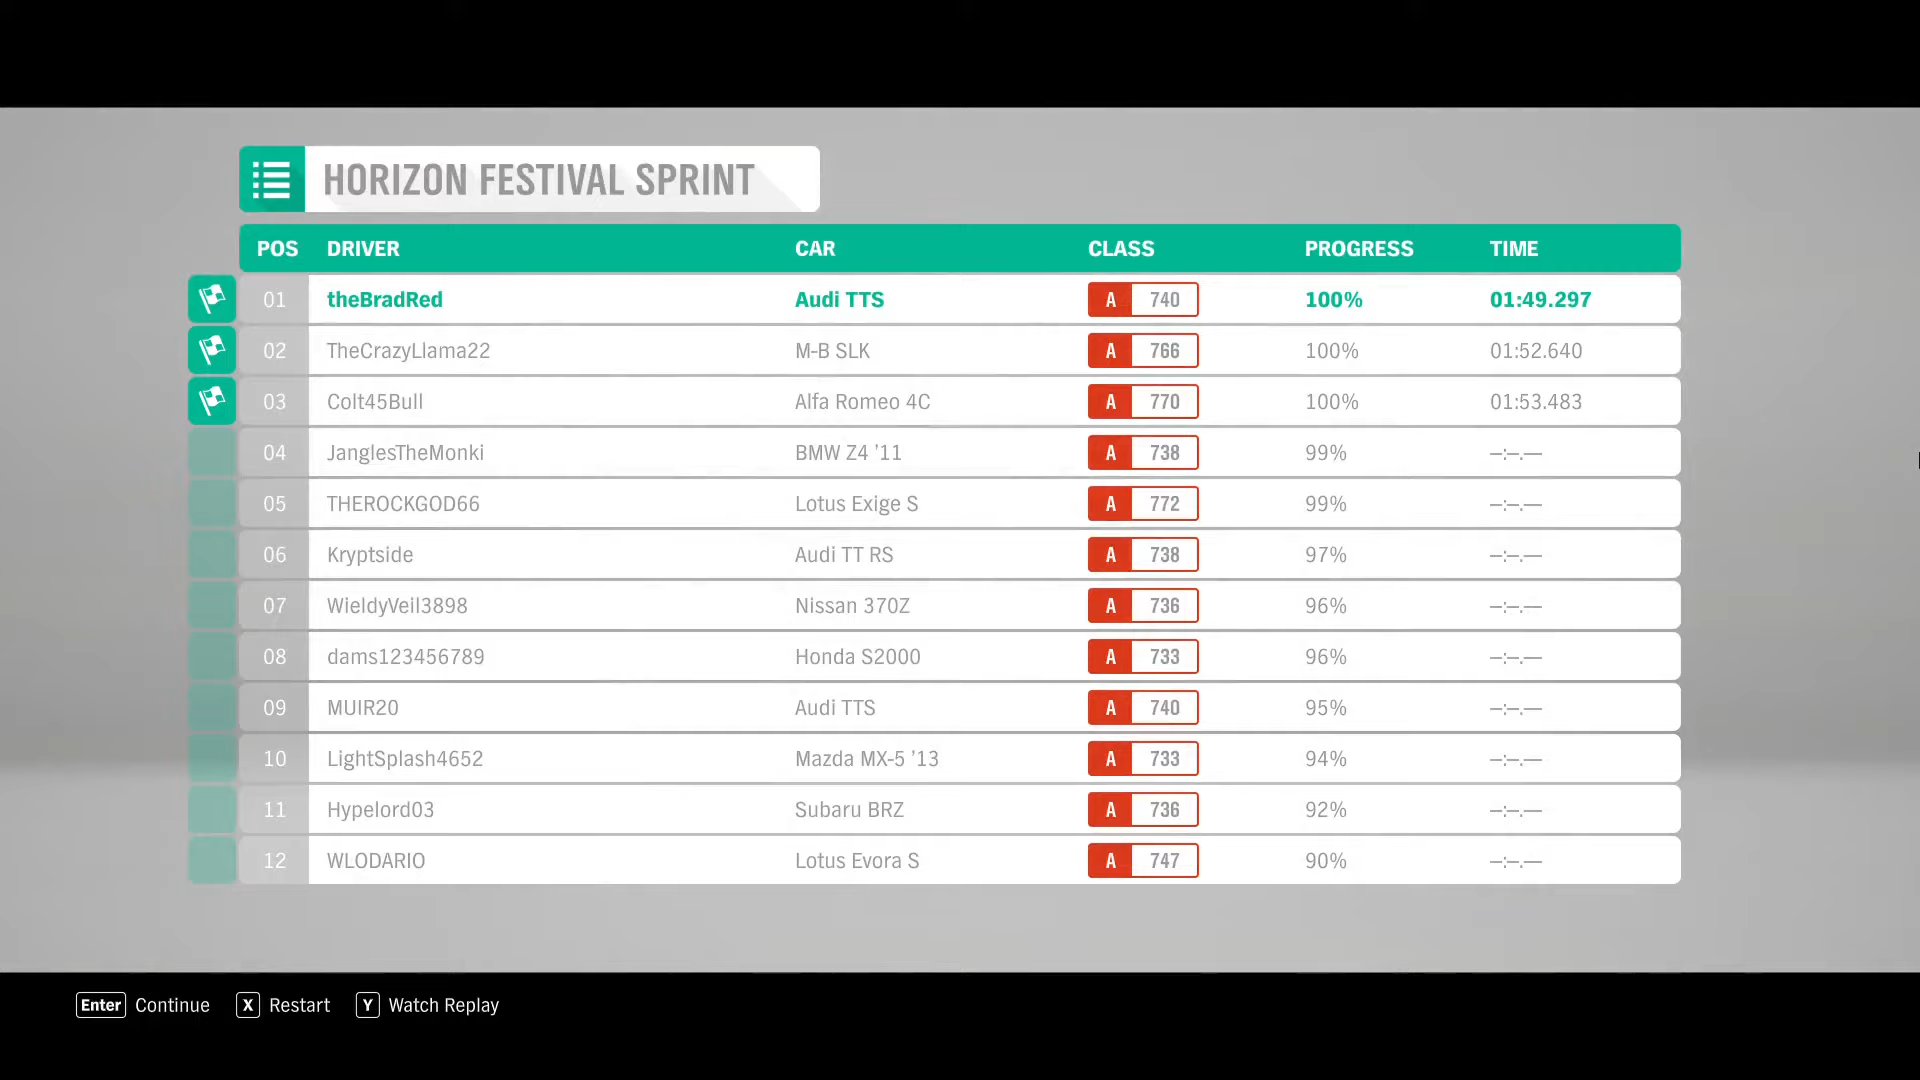 HORIZON FESTIVAL SPRINT
POS DRIVER CAR CLASS PROGRESS TIME
01 theBradRed Audi TTS A 740 100% 01:49.297
02 TheCrazyLlama22 M-B SLK A 766 100% 01:52.640
03 Colt45Bull Alfa Romeo 4C A 770 100% 01:53.483
04 JanglesTheMonki BMW Z4 ’11 A 738 99% –:–.—
05 THEROCKGOD66 Lotus Exige S A 772 99% –:–.—
06 Kryptside Audi TT RS A 738 97% –:–.—
07 WieldyVeil3898 Nissan 370Z A 736 96% –:–.—
08 dams123456789 Honda S2000 A 733 96% –:–.—
09 MUIR20 Audi TTS A 740 95% –:–.—
10 LightSplash4652 Mazda MX-5 ’13 A 733 94% –:–.—
11 Hypelord03 Subaru BRZ A 736 92% –:–.—
12 WLODARIO Lotus Evora S A 747 90% –:–.—
Enter Continue X Restart Y Watch Replay